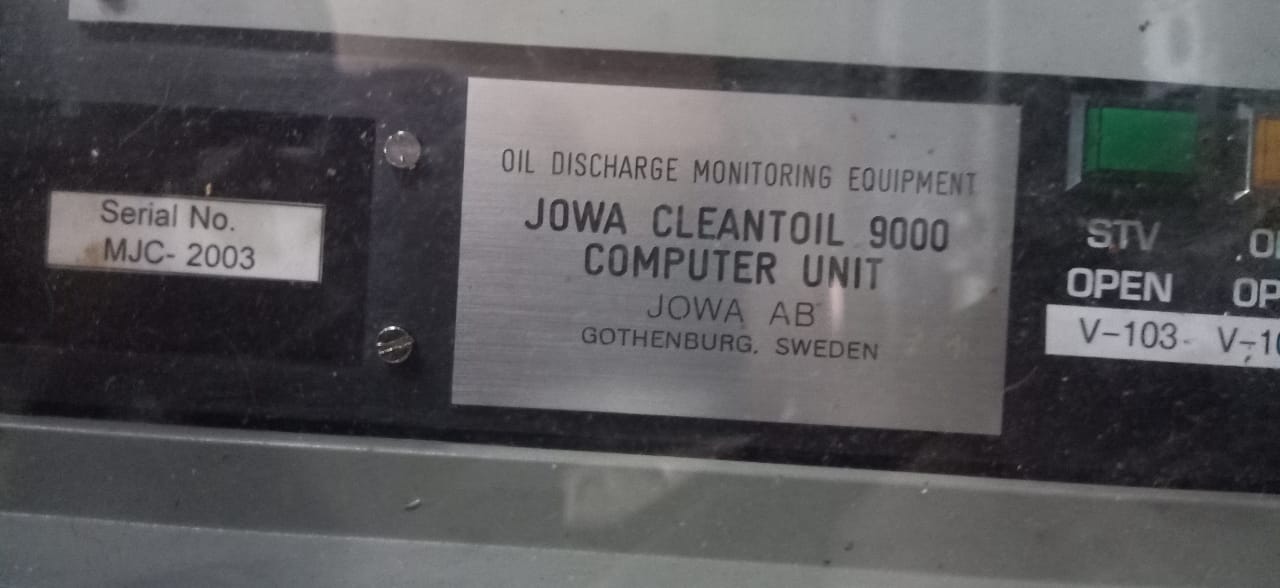 Serial No.
MJC- 2003
OIL DISCHARGE MONITORING EQUIPMENT
JOWA CLEANTOIL 9000
COMPUTER UNIT
JOWA AB
GOTHENBURG, SWEDEN
STV
OPEN
V-103